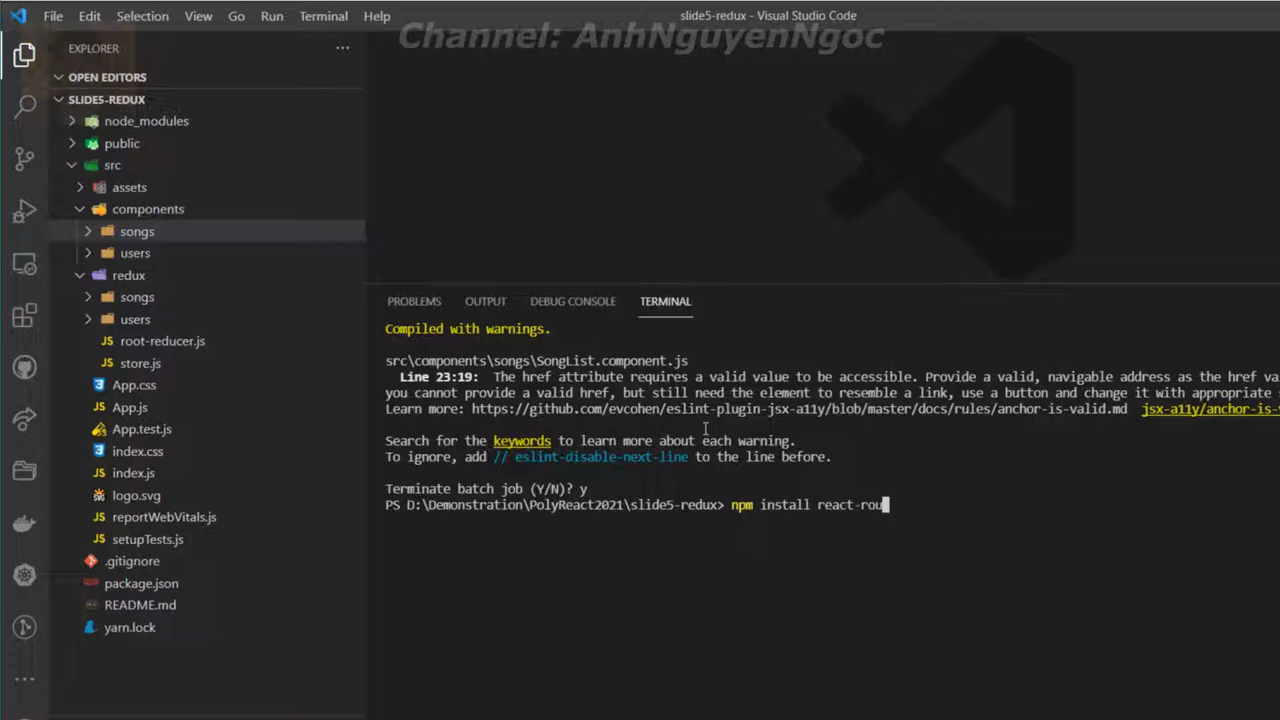 File Edit Selection View Go Run Terminal Help
slide5-redux - Visual Studio Code
Channel: AnhNguyenNgoc
EXPLORER
OPEN EDITORS
SLIDE5-REDUX
node_modules
public
src
assets
components
songs
users
redux
songs
users
JS root-reducer.js
JS store.js
App.css
JS App.js
App.test.js
index.css
JS index.js
logo.svg
JS reportWebVitals.js
JS setupTests.js
.gitignore
package.json
README.md
yarn.lock
PROBLEMS OUTPUT DEBUG CONSOLE TERMINAL
Compiled with warnings.
src\components\songs\SongList.component.js
Line 23:19: The href attribute requires a valid value to be accessible. Provide a valid, navigable address as the href va
you cannot provide a valid href, but still need the element to resemble a link, use a button and change it with appropriate
Learn more: https://github.com/evcohen/eslint-plugin-jsx-a11y/blob/master/docs/rules/anchor-is-valid.md jsx-a11y/anchor-is-
Search for the keywords to learn more about each warning.
To ignore, add // eslint-disable-next-line to the line before.
Terminate batch job (Y/N)? y
PS D:\Demonstration\PolyReact2021\slide5-redux> npm install react-rou